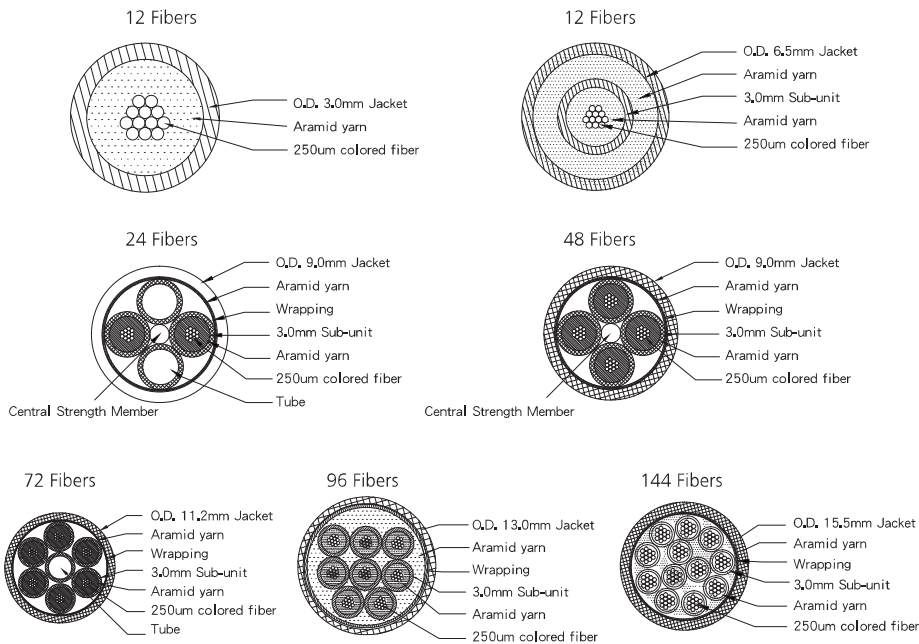 12 Fibers
O.D. 3.0mm Jacket
Aramid yarn
250um colored fiber
12 Fibers
O.D. 6.5mm Jacket
Aramid yarn
3.0mm Sub-unit
Aramid yarn
250um colored fiber
24 Fibers
O.D. 9.0mm Jacket
Aramid yarn
Wrapping
3.0mm Sub-unit
Aramid yarn
250um colored fiber
Tube
Central Strength Member
48 Fibers
O.D. 9.0mm Jacket
Aramid yarn
Wrapping
3.0mm Sub-unit
Aramid yarn
250um colored fiber
Central Strength Member
72 Fibers
O.D. 11.2mm Jacket
Aramid yarn
Wrapping
3.0mm Sub-unit
Aramid yarn
250um colored fiber
Tube
96 Fibers
O.D. 13.0mm Jacket
Aramid yarn
Wrapping
3.0mm Sub-unit
Aramid yarn
250um colored fiber
144 Fibers
O.D. 15.5mm Jacket
Aramid yarn
Wrapping
3.0mm Sub-unit
Aramid yarn
250um colored fiber